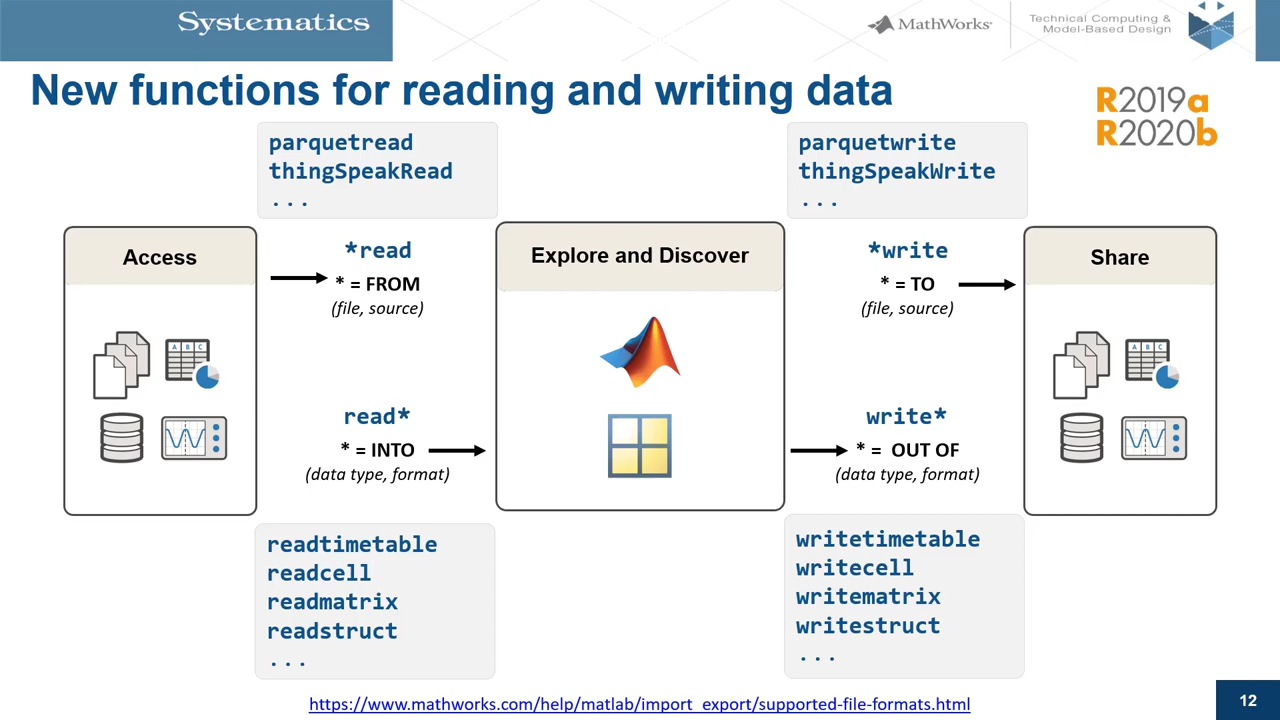 Systematics
MathWorks®
Technical Computing &
Model-Based Design
New functions for reading and writing data
R2019a
R2020b
parquetread
thingSpeakRead
...
parquetwrite
thingSpeakWrite
...
Access
*read
* = FROM
(file, source)
Explore and Discover
*write
* = TO
(file, source)
Share
A B C
A B C
read*
* = INTO
(data type, format)
write*
* = OUT OF
(data type, format)
readtimetable
readcell
readmatrix
readstruct
...
writetimetable
writecell
writematrix
writestruct
...
https://www.mathworks.com/help/matlab/import_export/supported-file-formats.html
12